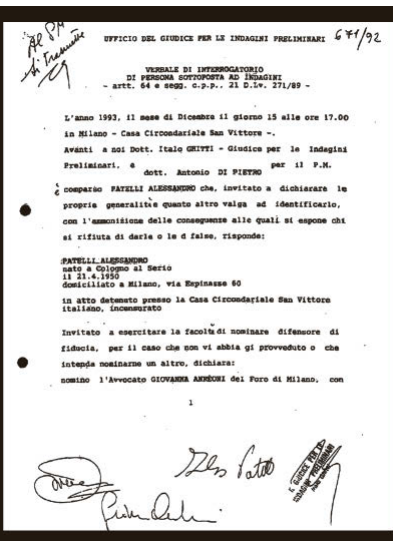 Al PM
si trasmette
UFFICIO DEL GIUDICE PER LE INDAGINI PRELIMINARI 671/92
VERBALE DI INTERROGATORIO
DI PERSONA SOTTOPOSTA AD INDAGINI
- artt. 64 e segg. c.p.p.. 21 D.Lv. 271/89 -
L'anno 1993, il mese di Dicembre il giorno 15 alle ore 17.00
in Milano - Casa Circondariale San Vittore -.
Avanti a noi Dott. Italo GHITTI - Giudice per le Indagini
Preliminari, e per il P.M.
dott. Antonio DI PIETRO
è comparso PATELLI ALESSANDRO che, invitato a dichiarare le
proprie generalità e quanto altro valga ad identificarlo,
con l'ammonizione delle conseguenze alle quali si espone chi
si rifiuta di darle o le d false, risponde:
PATELLI ALESSANDRO
nato a Cologno al Serio
il 21.4.1950
domiciliato a Milano, via Espinasse 60
in atto detenuto presso la Casa Circondariale San Vittore
italiano, incensurato
Invitato a esercitare la facoltà di nominare difensore di
fiducia, per il caso che non vi abbia gi provveduto o che
intenda nominarne un altro, dichiara:
nomino l'Avvocato GIOVANNA del Foro di Milano, con
1
IL GIUDICE PER LE
INDAGINI PRELIMINARI